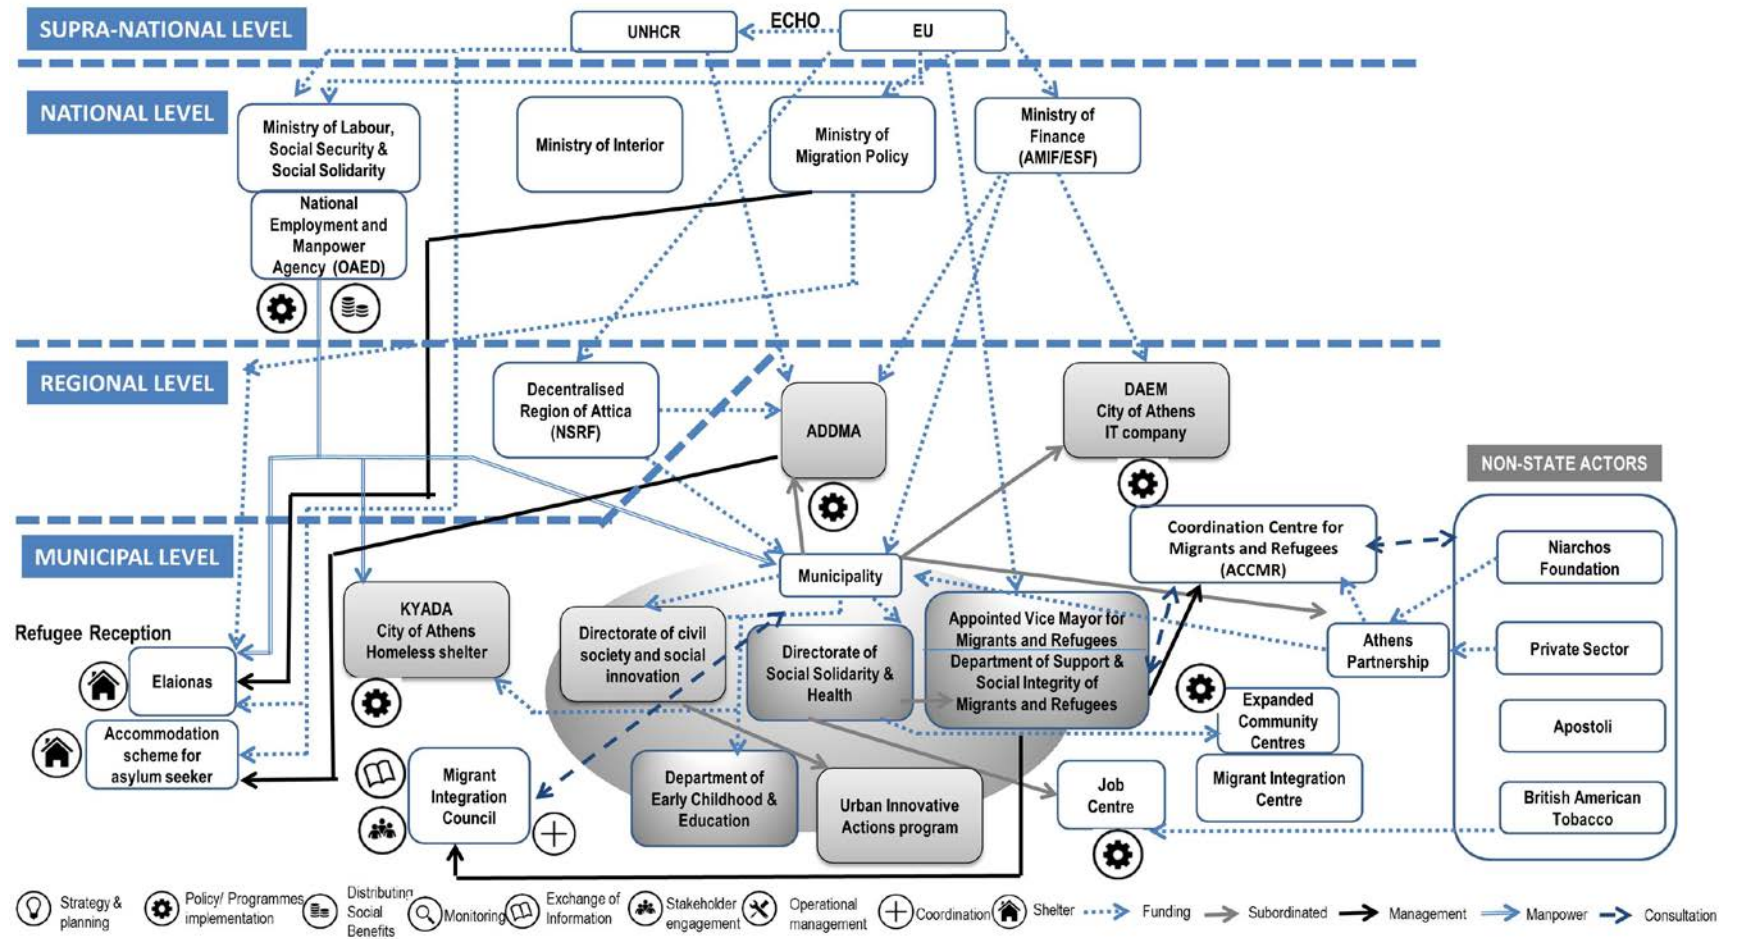 SUPRA-NATIONAL LEVEL
UNHCR
ECHO
EU
NATIONAL LEVEL
Ministry of Labour,
Social Security &
Social Solidarity
Ministry of Interior
Ministry of
Migration Policy
Ministry of
Finance
(AMIF/ESF)
National
Employment and
Manpower
Agency (OAED)
REGIONAL LEVEL
Decentralised
Region of Attica
(NSRF)
ADDMA
DAEM
City of Athens
IT company
NON-STATE ACTORS
MUNICIPAL LEVEL
Municipality
Coordination Centre for
Migrants and Refugees
(ACCMR)
Niarchos
Foundation
KYADA
City of Athens
Homeless shelter
Directorate of civil
society and social
innovation
Directorate of
Social Solidarity &
Health
Appointed Vice Mayor for
Migrants and Refugees
Department of Support &
Social Integrity of
Migrants and Refugees
Athens
Partnership
Private Sector
Refugee Reception
Elaionas
Accommodation
scheme for
asylum seeker
Expanded
Community
Centres
Apostoli
Migrant
Integration
Council
Department of
Early Childhood &
Education
Urban Innovative
Actions program
Job
Centre
Migrant Integration
Centre
British American
Tobacco
Strategy &
planning
Policy/ Programmes
implementation
Distributing
Social
Benefits
Monitoring
Exchange of
Information
Stakeholder
engagement
Operational
management
Coordination
Shelter
Funding
Subordinated
Management
Manpower
Consultation